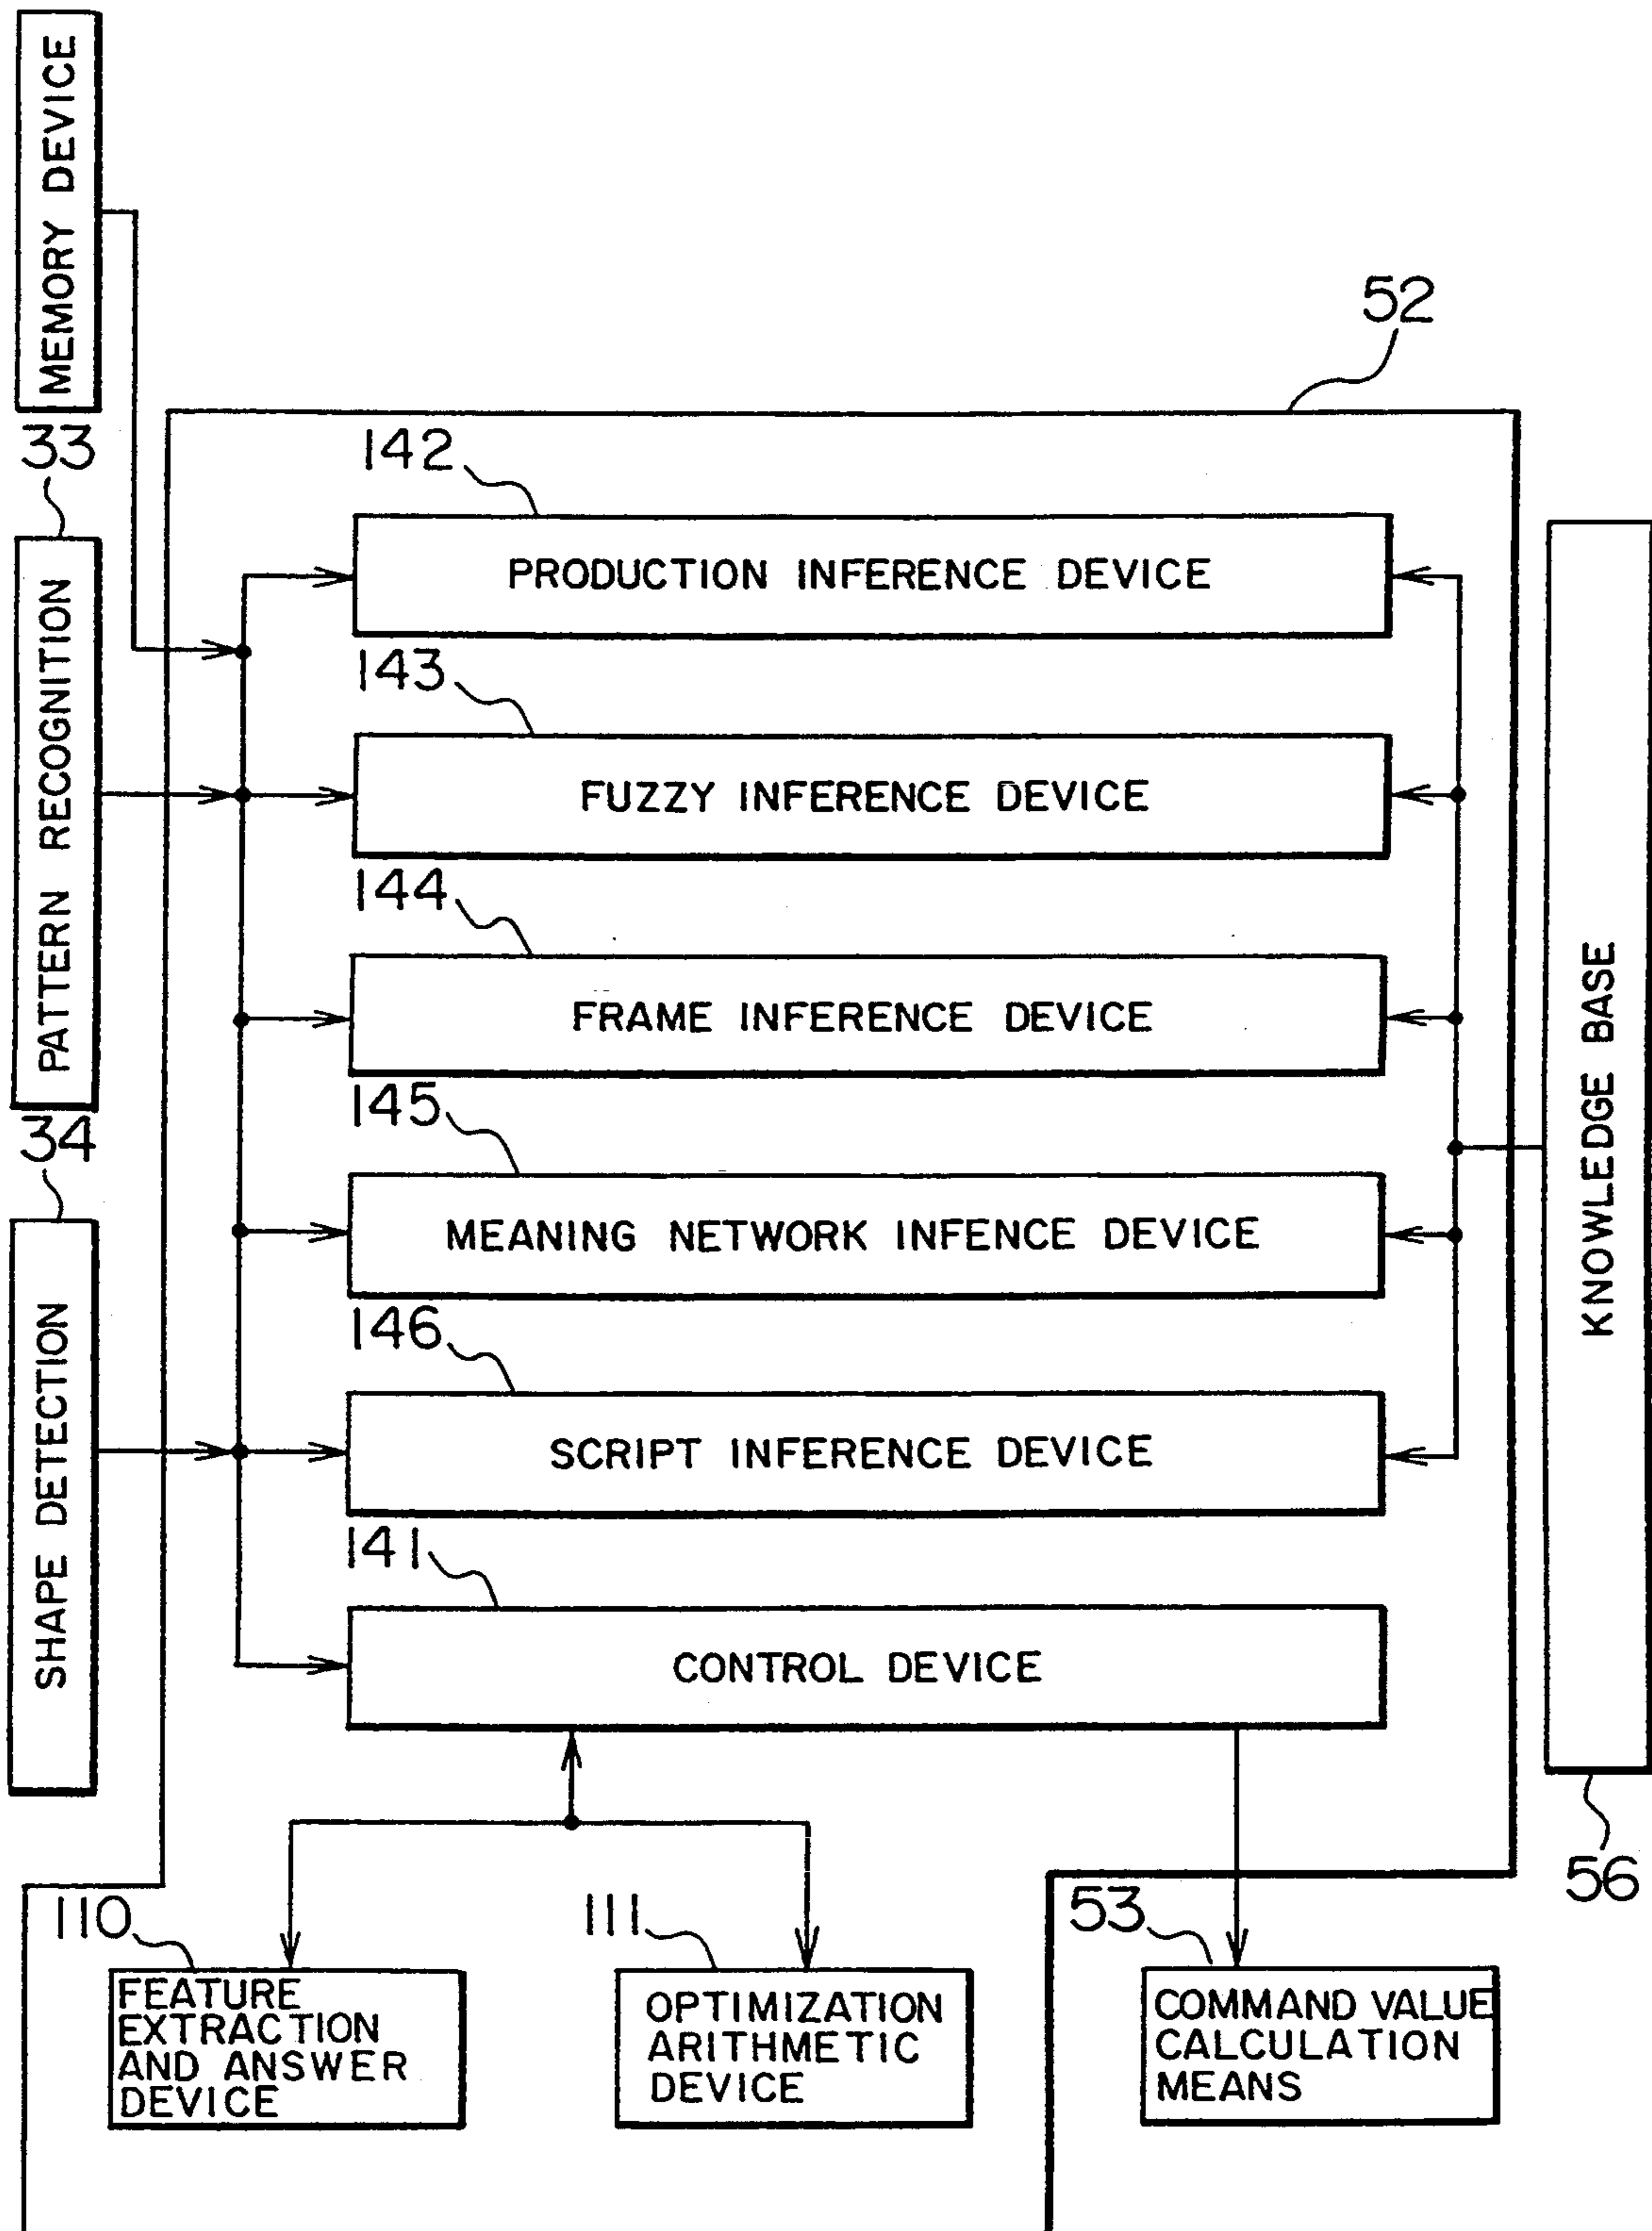 MEMORY DEVICE
52
33
142
PRODUCTION INFERENCE DEVICE
PATTERN RECOGNITION
143
FUZZY INFERENCE DEVICE
144
FRAME INFERENCE DEVICE
KNOWLEDGE BASE
34
145
MEANING NETWORK INFENCE DEVICE
SHAPE DETECTION
146
SCRIPT INFERENCE DEVICE
141
CONTROL DEVICE
56
110
FEATURE
EXTRACTION
AND ANSWER
DEVICE
111
OPTIMIZATION
ARITHMETIC
DEVICE
53
COMMAND VALUE
CALCULATION
MEANS